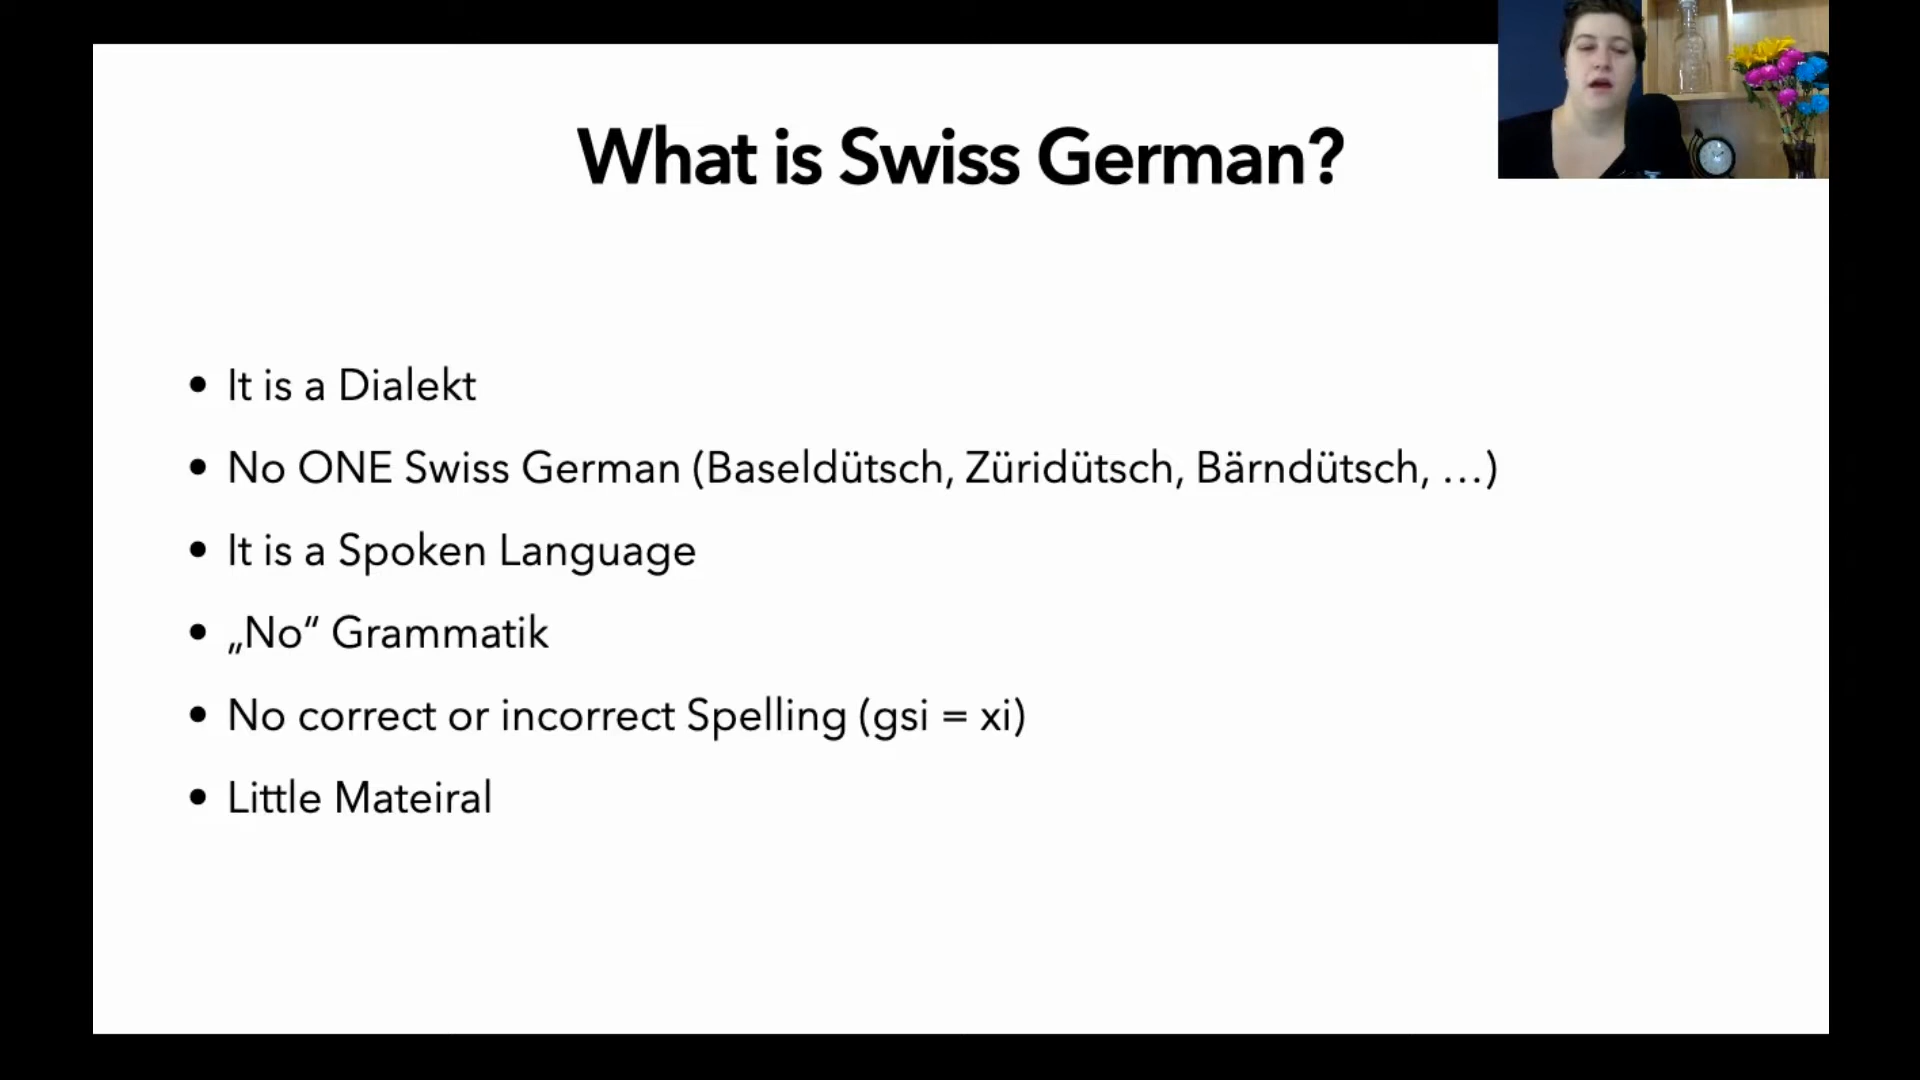 What is Swiss German?
• It is a Dialekt
• No ONE Swiss German (Baseldütsch, Züridütsch, Bärndütsch, …)
• It is a Spoken Language
• „No“ Grammatik
• No correct or incorrect Spelling (gsi = xi)
• Little Mateiral